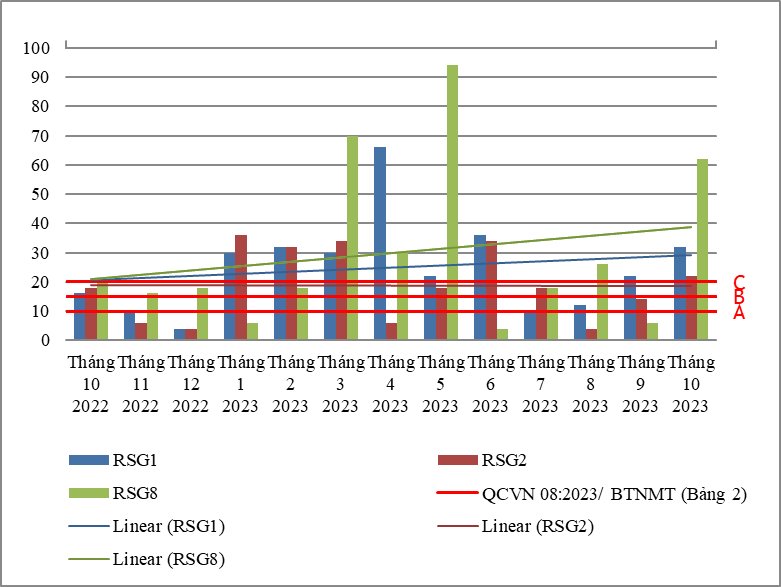 100
90
80
70
60
50
40
30
20
10
0
C
B
A
Tháng 10 2022
Tháng 11 2022
Tháng 12 2022
Tháng 1 2023
Tháng 2 2023
Tháng 3 2023
Tháng 4 2023
Tháng 5 2023
Tháng 6 2023
Tháng 7 2023
Tháng 8 2023
Tháng 9 2023
Tháng 10 2023
RSG1
RSG2
RSG8
QCVN 08:2023/ BTNMT (Bảng 2)
Linear (RSG1)
Linear (RSG2)
Linear (RSG8)